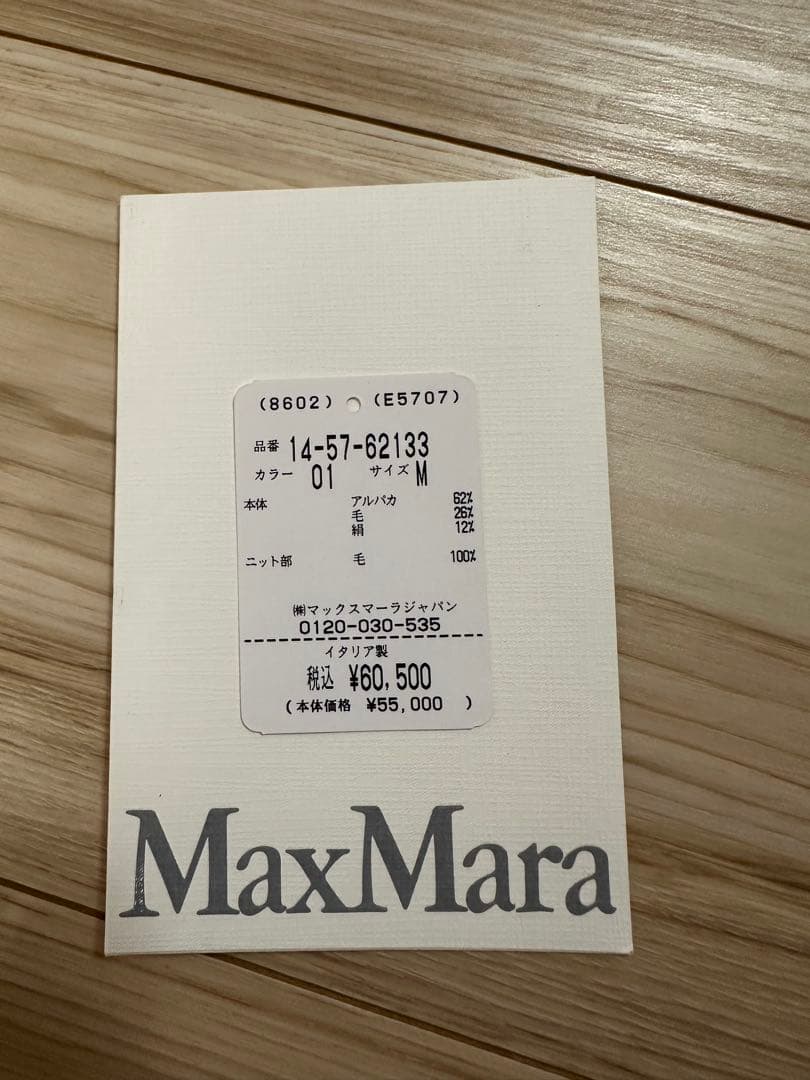 (8602) (E5707)
品番 14-57-62133
カラー 01 サイズ M
本体 アルパカ 62%
毛 26%
絹 12%
ニット部 毛 100%
㈱マックスマーラジャパン
0120-030-535
イタリア製
税込 ¥60,500
(本体価格 ¥55,000 )
MaxMara